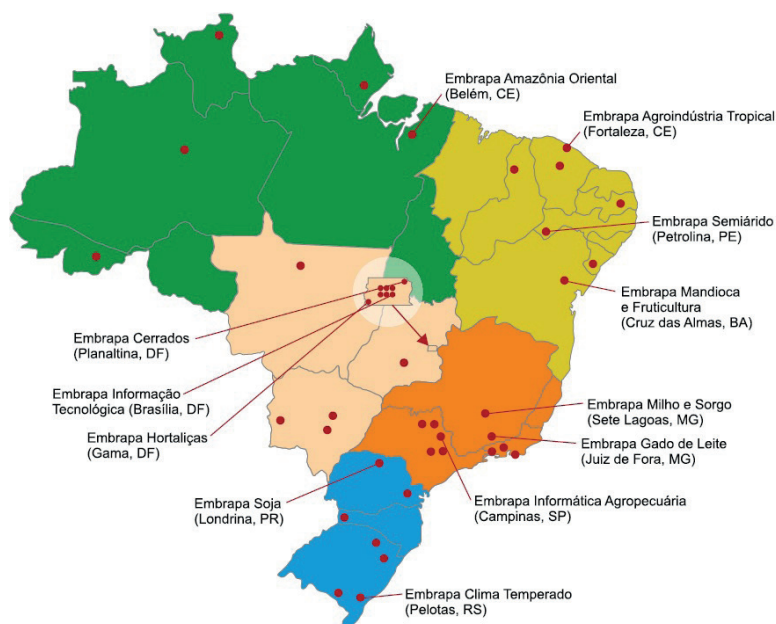 Embrapa Amazônia Oriental
(Belém, CE)
Embrapa Agroindústria Tropical
(Fortaleza, CE)
Embrapa Semiárido
(Petrolina, PE)
Embrapa Mandioca
e Fruticultura
(Cruz das Almas, BA)
Embrapa Cerrados
(Planaltina, DF)
Embrapa Informação
Tecnológica (Brasília, DF)
Embrapa Hortaliças
(Gama, DF)
Embrapa Milho e Sorgo
(Sete Lagoas, MG)
Embrapa Gado de Leite
(Juiz de Fora, MG)
Embrapa Soja
(Londrina, PR)
Embrapa Informática Agropecuária
(Campinas, SP)
Embrapa Clima Temperado
(Pelotas, RS)